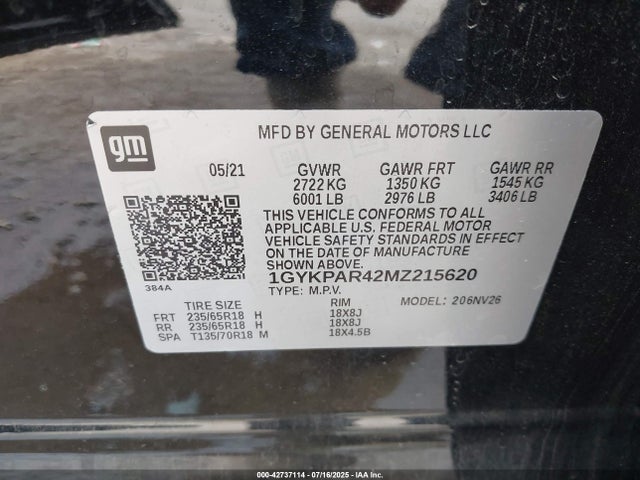 gm
MFD BY GENERAL MOTORS LLC
05/21 GVWR GAWR FRT GAWR RR
2722 KG 1350 KG 1545 KG
6001 LB 2976 LB 3406 LB
THIS VEHICLE CONFORMS TO ALL
APPLICABLE U.S. FEDERAL MOTOR
VEHICLE SAFETY STANDARDS IN EFFECT
ON THE DATE OF MANUFACTURE
SHOWN ABOVE.
384A
1GYKPAR42MZ215620
TYPE: M.P.V. MODEL: 206NV26
TIRE SIZE RIM
FRT 235/65R18 H 18X8J
RR 235/65R18 H 18X8J
SPA T135/70R18 M 18X4.5B
000-42737114 - 07/16/2025 - IAA Inc.